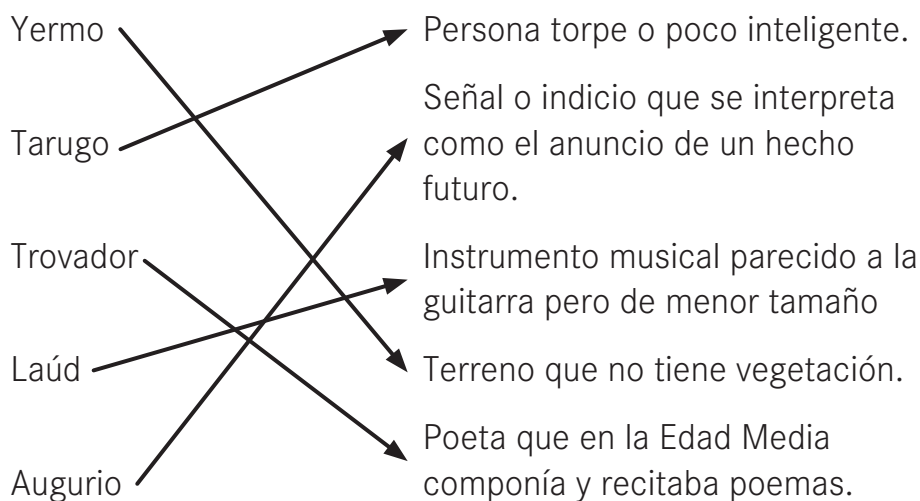 Yermo
Tarugo
Trovador
Laúd
Augurio
Persona torpe o poco inteligente.
Señal o indicio que se interpreta
como el anuncio de un hecho
futuro.
Instrumento musical parecido a la
guitarra pero de menor tamaño
Terreno que no tiene vegetación.
Poeta que en la Edad Media
componía y recitaba poemas.